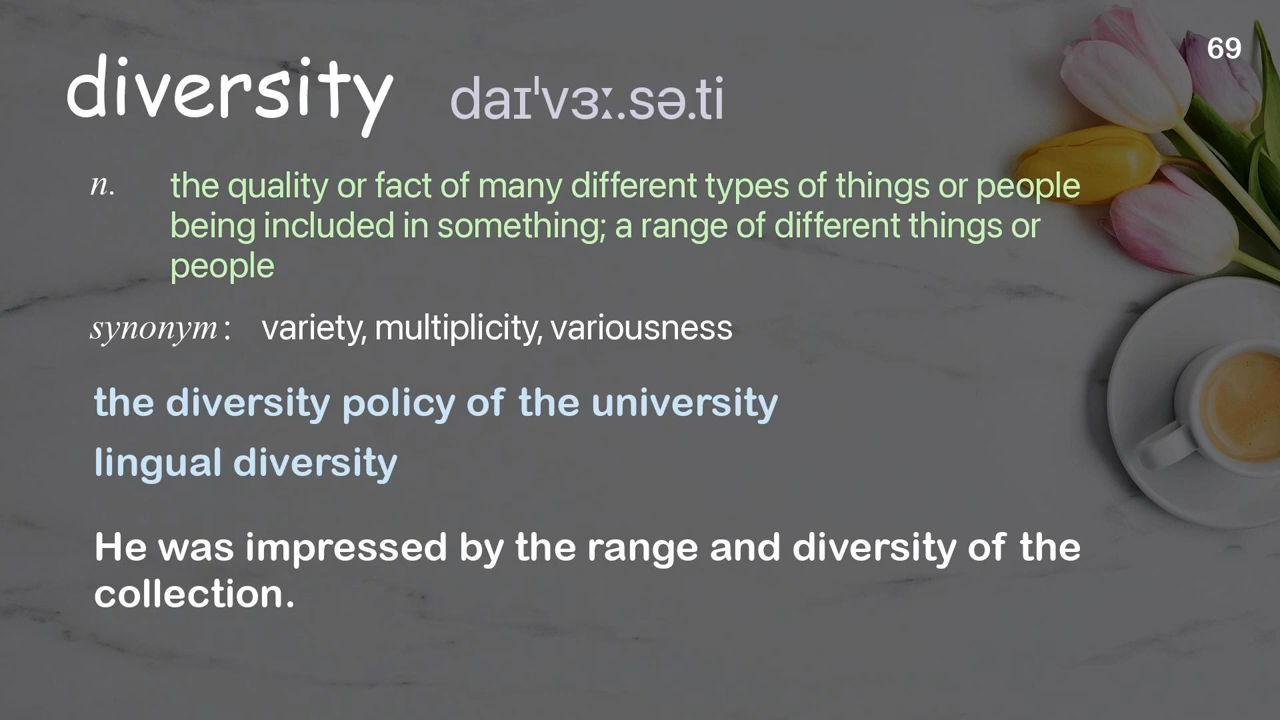 69
diversity daɪˈvɜː.sə.ti
n. the quality or fact of many different types of things or people
being included in something; a range of different things or
people
synonym: variety, multiplicity, variousness
the diversity policy of the university
lingual diversity
He was impressed by the range and diversity of the
collection.